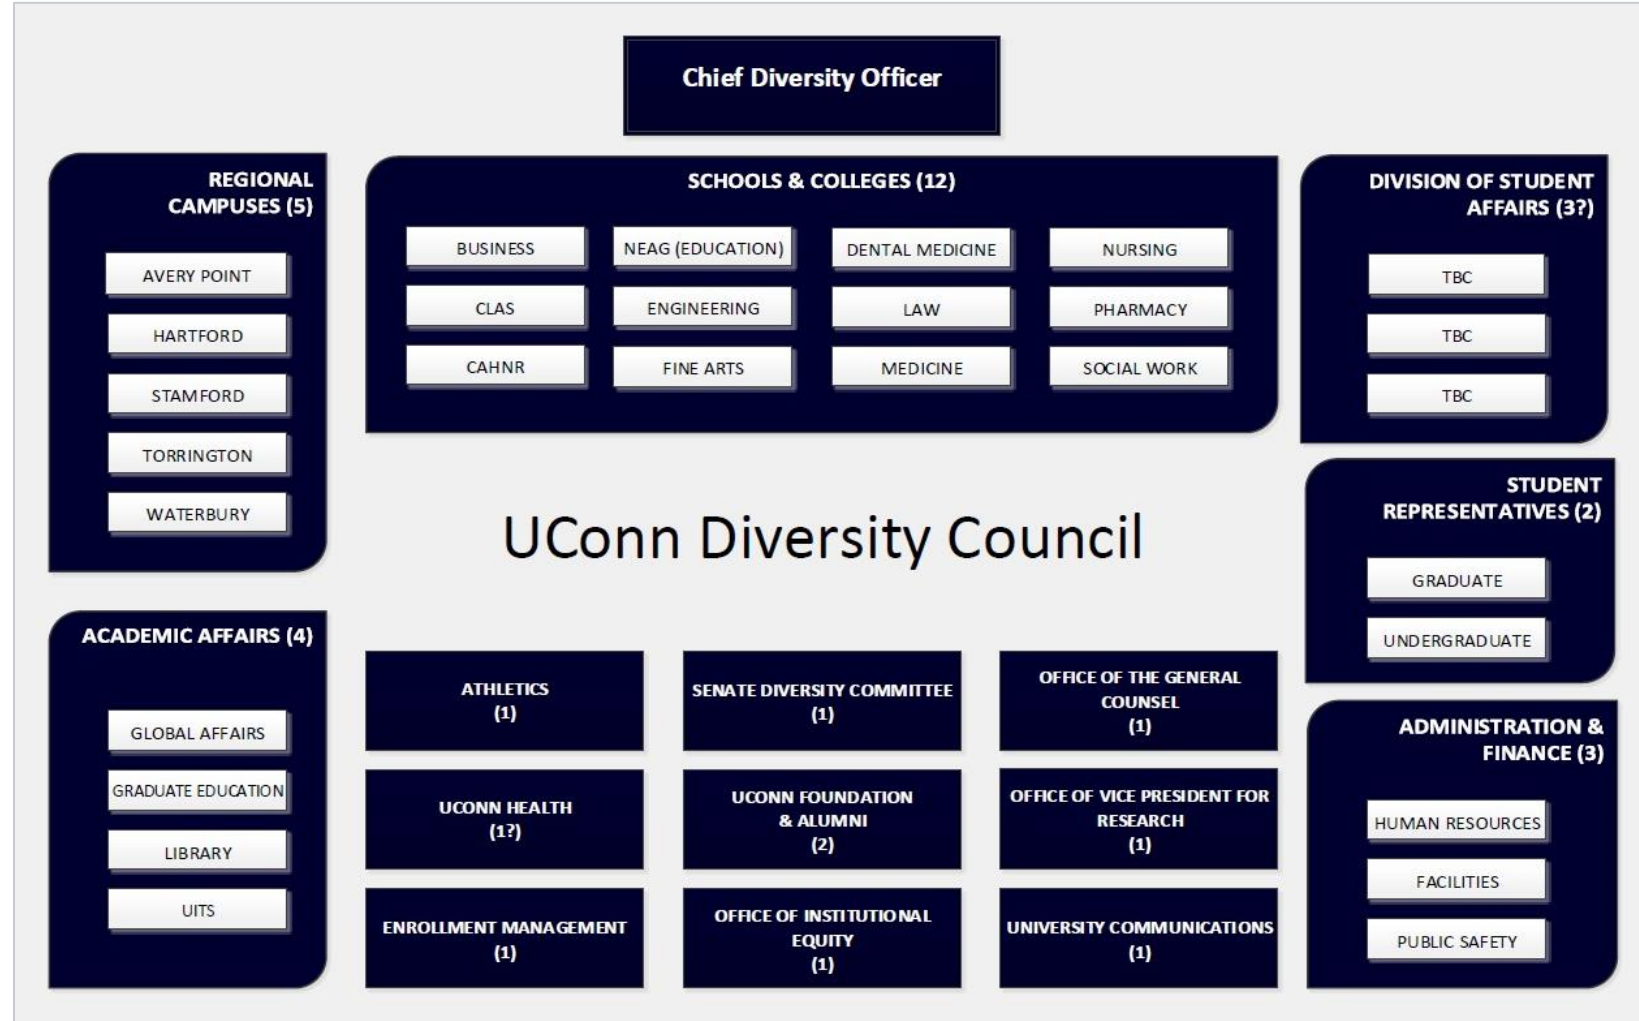 Chief Diversity Officer
REGIONAL
CAMPUSES (5)
AVERY POINT
HARTFORD
STAMFORD
TORRINGTON
WATERBURY
SCHOOLS & COLLEGES (12)
BUSINESS
NEAG (EDUCATION)
DENTAL MEDICINE
NURSING
CLAS
ENGINEERING
LAW
PHARMACY
CAHNR
FINE ARTS
MEDICINE
SOCIAL WORK
DIVISION OF STUDENT
AFFAIRS (3?)
TBC
TBC
TBC
UConn Diversity Council
STUDENT
REPRESENTATIVES (2)
GRADUATE
UNDERGRADUATE
ACADEMIC AFFAIRS (4)
GLOBAL AFFAIRS
GRADUATE EDUCATION
LIBRARY
UITS
ATHLETICS
(1)
SENATE DIVERSITY COMMITTEE
(1)
OFFICE OF THE GENERAL
COUNSEL
(1)
UCONN HEALTH
(1?)
UCONN FOUNDATION
& ALUMNI
(2)
OFFICE OF VICE PRESIDENT FOR
RESEARCH
(1)
ENROLLMENT MANAGEMENT
(1)
OFFICE OF INSTITUTIONAL
EQUITY
(1)
UNIVERSITY COMMUNICATIONS
(1)
ADMINISTRATION &
FINANCE (3)
HUMAN RESOURCES
FACILITIES
PUBLIC SAFETY